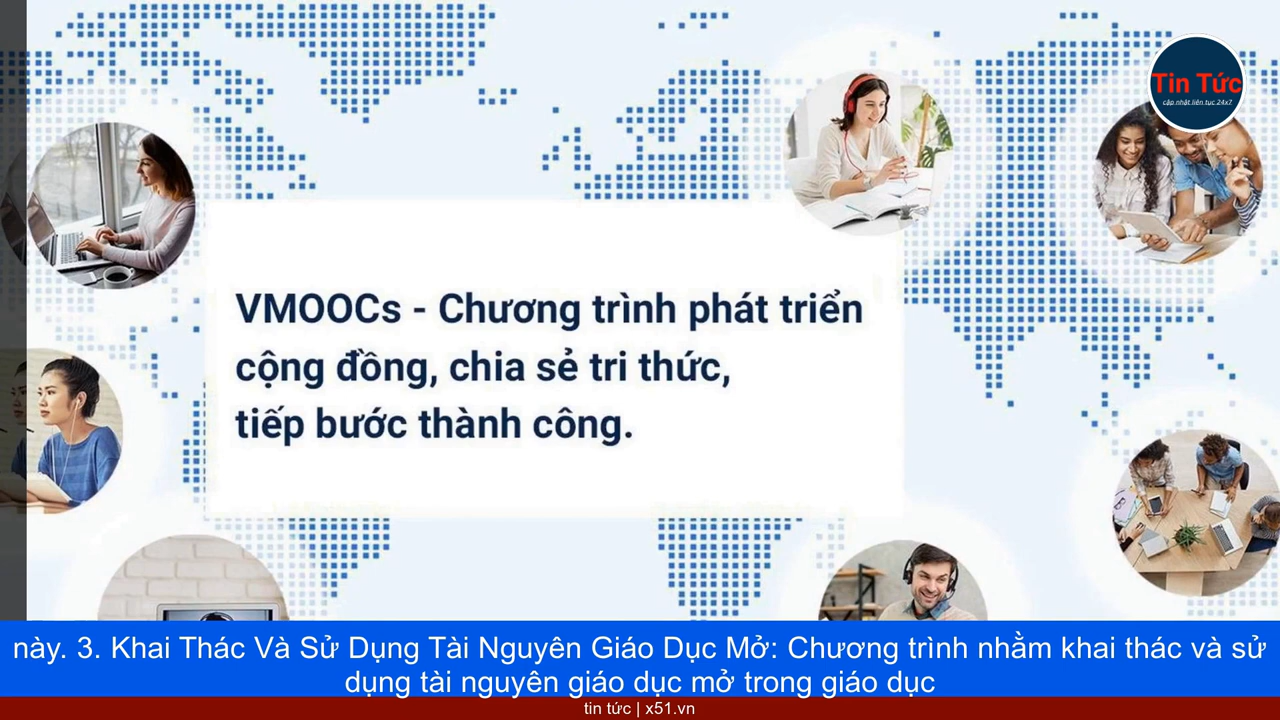 Tin Tức
cập nhật liên tục 24x7
VMOOCs - Chương trình phát triển
cộng đồng, chia sẻ tri thức,
tiếp bước thành công.
này. 3. Khai Thác Và Sử Dụng Tài Nguyên Giáo Dục Mở: Chương trình nhằm khai thác và sử
dụng tài nguyên giáo dục mở trong giáo dục
tin tức | x51.vn